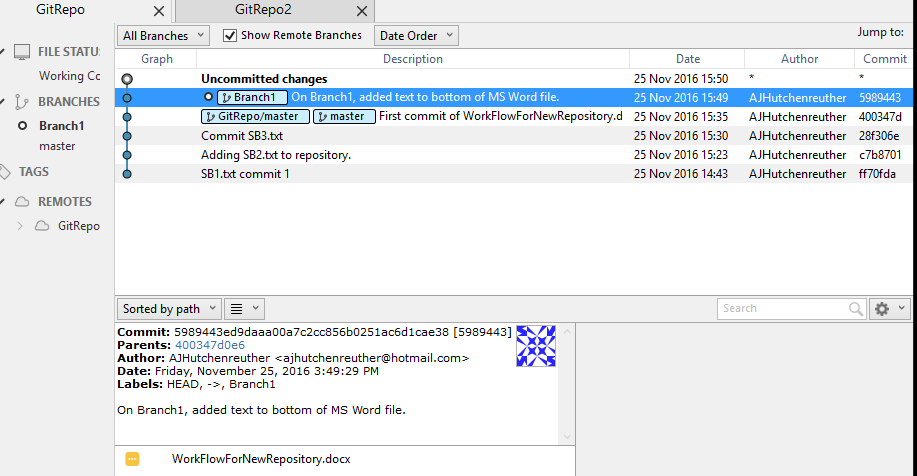 GitRepo GitRepo2
All Branches Show Remote Branches Date Order Jump to:
Graph Description Date Author Commit
Uncommitted changes 25 Nov 2016 15:50 * *
Branch1 On Branch1, added text to bottom of MS Word file. 25 Nov 2016 15:49 AJHutchenreuther 5989443
GitRepo/master master First commit of WorkFlowForNewRepository.d 25 Nov 2016 15:35 AJHutchenreuther 400347d
Commit SB3.txt 25 Nov 2016 15:30 AJHutchenreuther 28f306e
Adding SB2.txt to repository. 25 Nov 2016 15:23 AJHutchenreuther c7b8701
SB1.txt commit 1 25 Nov 2016 14:43 AJHutchenreuther ff70fda
FILE STATU
Working Co
BRANCHES
Branch1
master
TAGS
REMOTES
GitRepo
Sorted by path Search
Commit: 5989443ed9daaa00a7c2cc856b0251ac6d1cae38 [5989443]
Parents: 400347d0e6
Author: AJHutchenreuther <ajhutchenreuther@hotmail.com>
Date: Friday, November 25, 2016 3:49:29 PM
Labels: HEAD, ->, Branch1
On Branch1, added text to bottom of MS Word file.
WorkFlowForNewRepository.docx